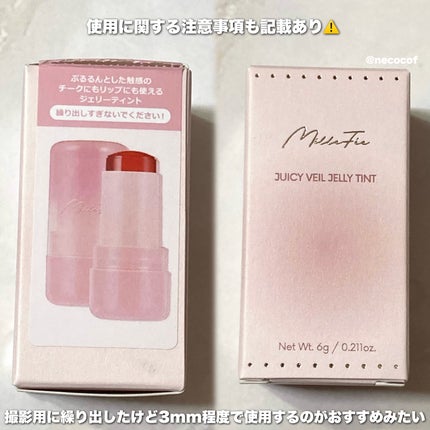 使用に関する注意事項も記載あり⚠️
@necocof
ぷるるんとした触感の
チークにもリップにも使える
ジェリーティント
繰り出しすぎないでください！
MilleFée
JUICY VEIL JELLY TINT
Net Wt. 6g / 0.211oz.
撮影用に繰り出したけど3mm程度で使用するのがおすすめみたい